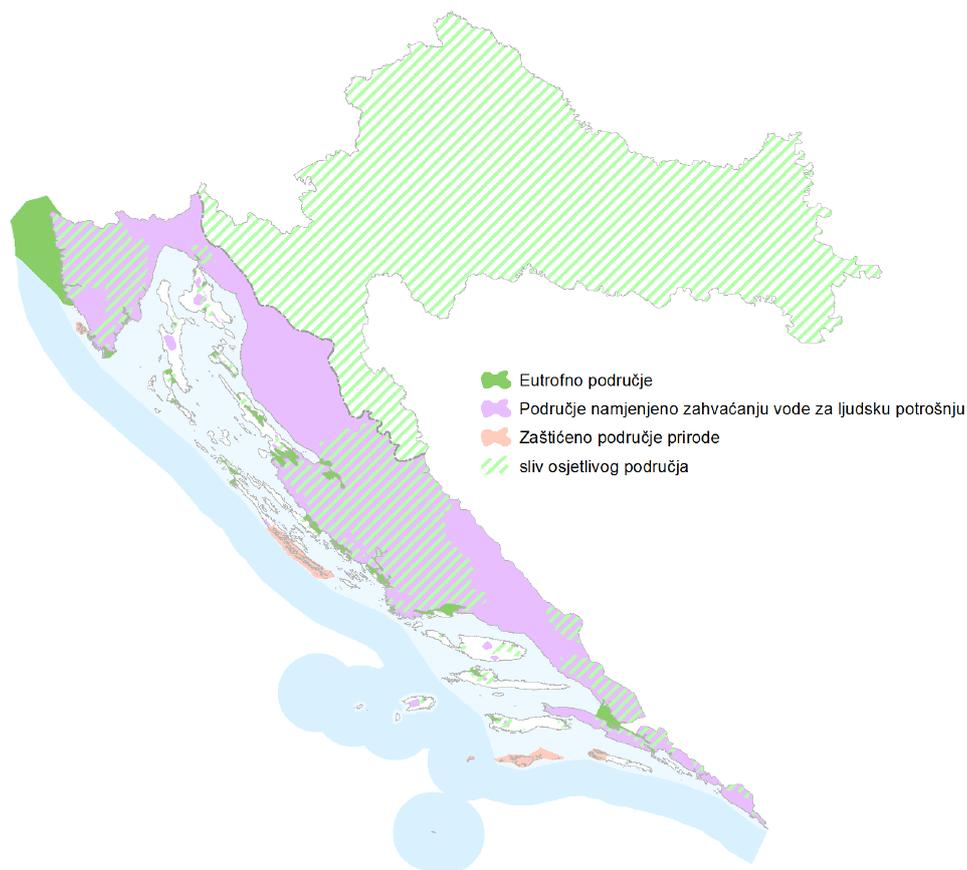 Eutrofno područje
Područje namjenjeno zahvaćanju vode za ljudsku potrošnju
Zaštićeno područje prirode
sliv osjetlivog područja